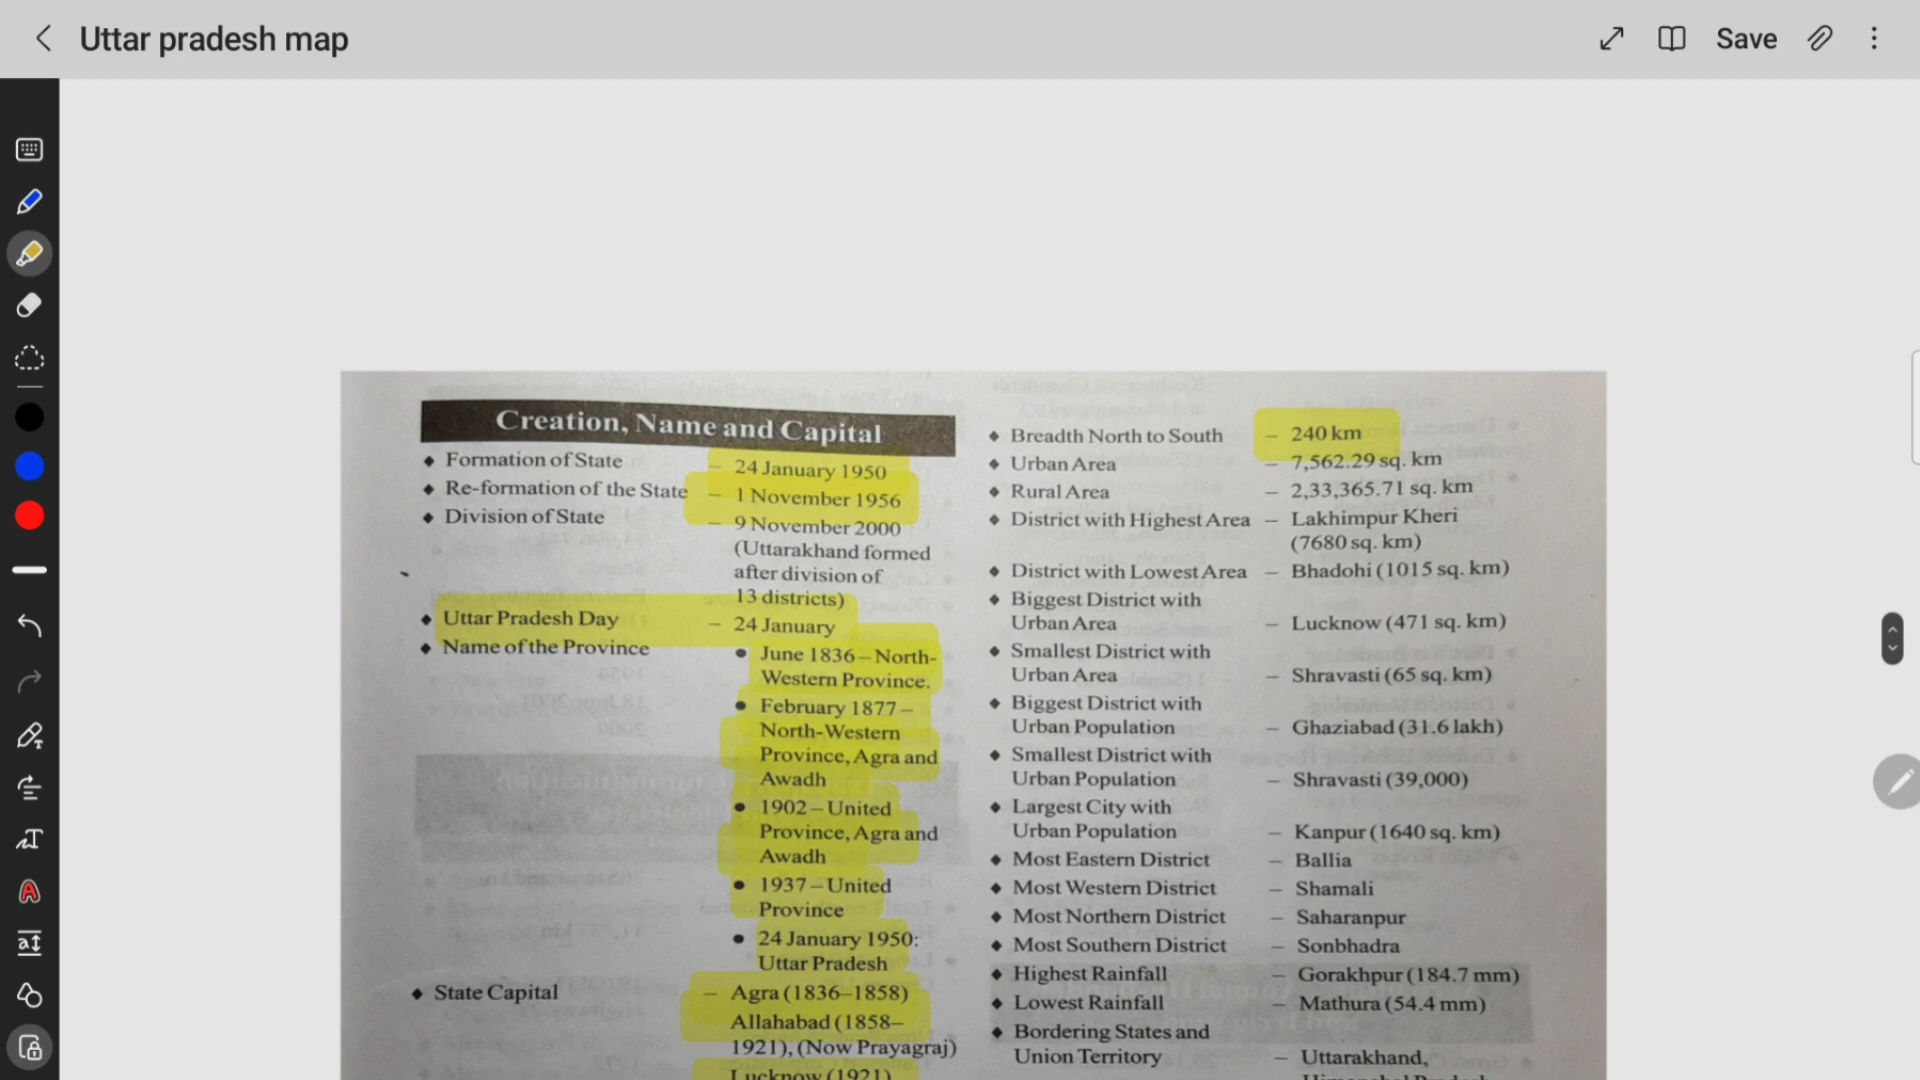 Uttar pradesh map
Save
Creation, Name and Capital
◆ Formation of State – 24 January 1950
◆ Re-formation of the State – 1 November 1956
◆ Division of State – 9 November 2000
(Uttarakhand formed
after division of
13 districts)
◆ Uttar Pradesh Day – 24 January
◆ Name of the Province • June 1836 – North-
Western Province.
• February 1877 –
North-Western
Province, Agra and
Awadh
• 1902 – United
Province, Agra and
Awadh
• 1937 – United
Province
• 24 January 1950:
Uttar Pradesh
◆ State Capital – Agra (1836–1858)
Allahabad (1858–
1921), (Now Prayagraj)
Lucknow (1921)
◆ Breadth North to South – 240 km
◆ Urban Area – 7,562.29 sq. km
◆ Rural Area – 2,33,365.71 sq. km
◆ District with Highest Area – Lakhimpur Kheri
(7680 sq. km)
◆ District with Lowest Area – Bhadohi (1015 sq. km)
◆ Biggest District with
Urban Area – Lucknow (471 sq. km)
◆ Smallest District with
Urban Area – Shravasti (65 sq. km)
◆ Biggest District with
Urban Population – Ghaziabad (31.6 lakh)
◆ Smallest District with
Urban Population – Shravasti (39,000)
◆ Largest City with
Urban Population – Kanpur (1640 sq. km)
◆ Most Eastern District – Ballia
◆ Most Western District – Shamali
◆ Most Northern District – Saharanpur
◆ Most Southern District – Sonbhadra
◆ Highest Rainfall – Gorakhpur (184.7 mm)
◆ Lowest Rainfall – Mathura (54.4 mm)
◆ Bordering States and
Union Territory – Uttarakhand,
Himachal Pradesh